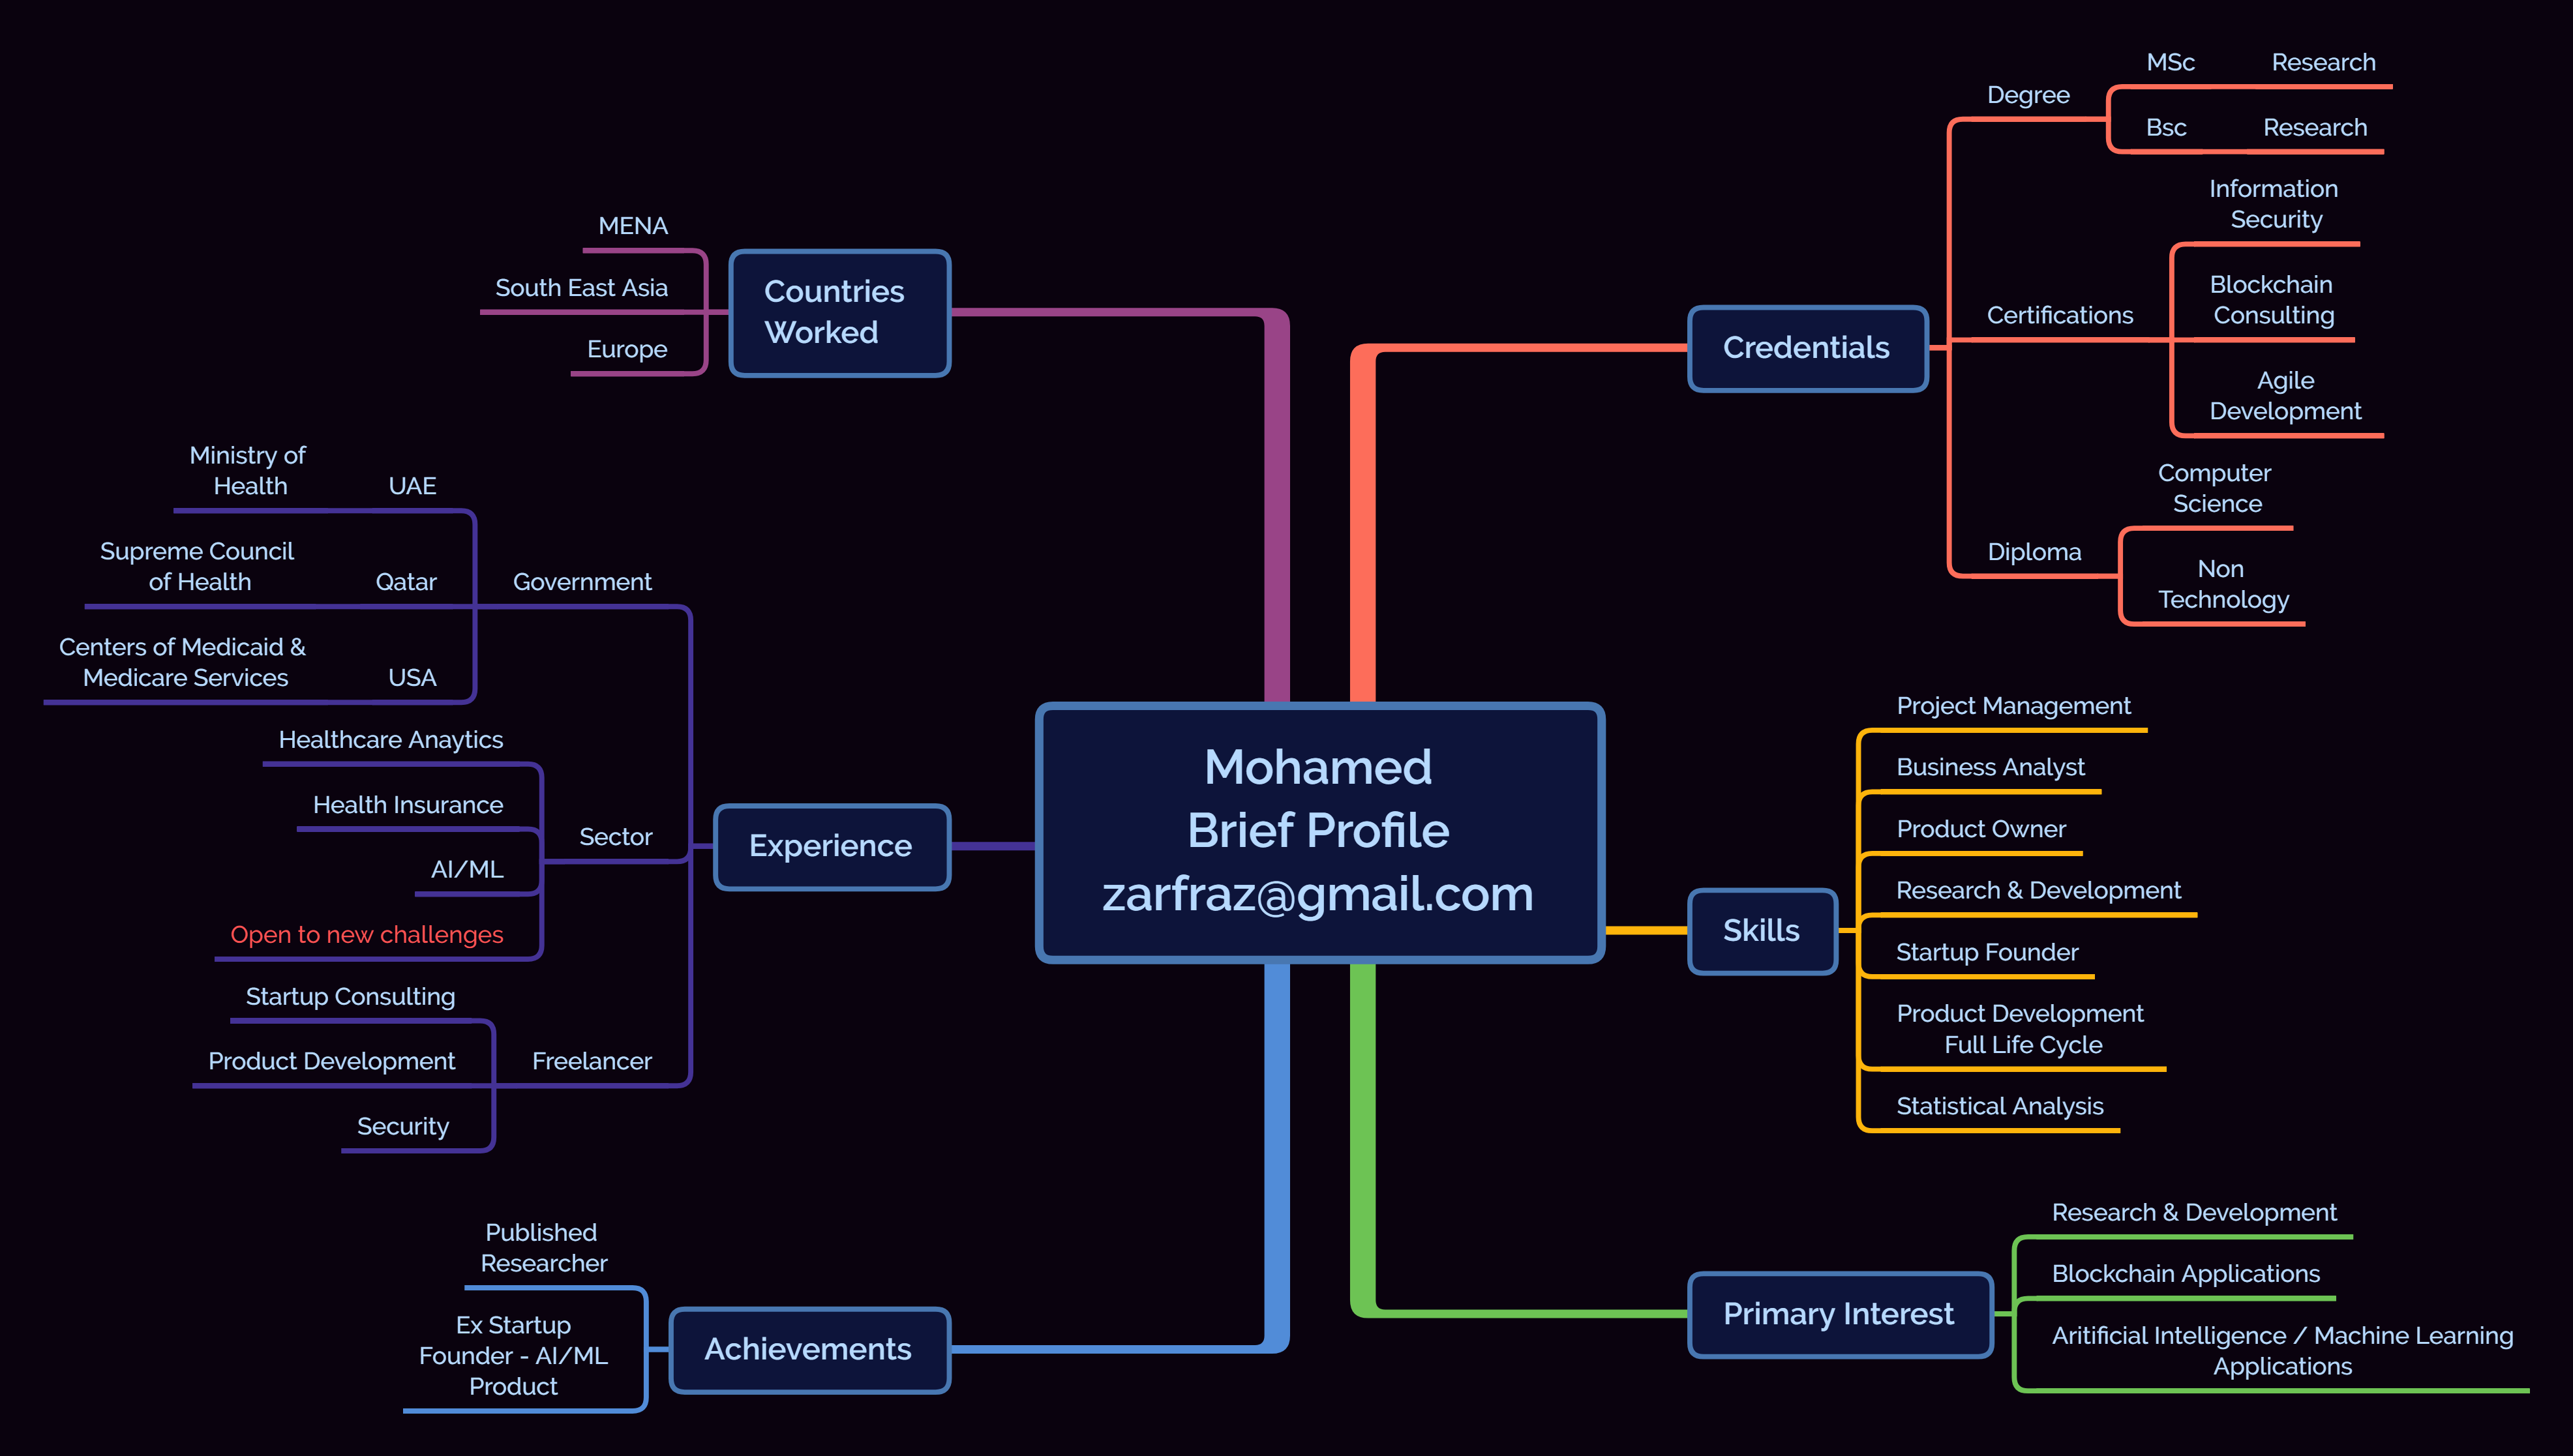 Mohamed
Brief Profile
zarfraz@gmail.com
Credentials
Degree
MSc
Research
Bsc
Research
Certifications
Information
Security
Blockchain
Consulting
Agile
Development
Diploma
Computer
Science
Non
Technology
Skills
Project Management
Business Analyst
Product Owner
Research & Development
Startup Founder
Product Development
Full Life Cycle
Statistical Analysis
Primary Interest
Research & Development
Blockchain Applications
Aritificial Intelligence / Machine Learning
Applications
Countries
Worked
MENA
South East Asia
Europe
Experience
Government
UAE
Ministry of
Health
Qatar
Supreme Council
of Health
USA
Centers of Medicaid &
Medicare Services
Sector
Healthcare Anaytics
Health Insurance
AI/ML
Open to new challenges
Freelancer
Startup Consulting
Product Development
Security
Achievements
Published
Researcher
Ex Startup
Founder - AI/ML
Product